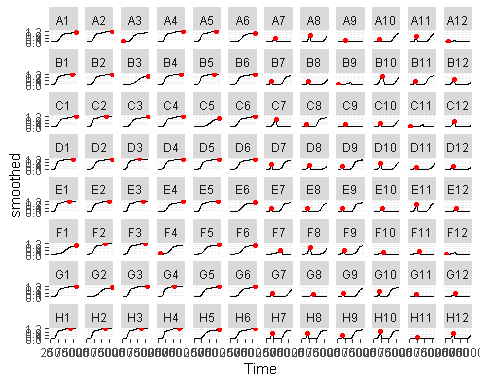 A1 A2 A3 A4 A5 A6 A7 A8 A9 A10 A11 A12
B1 B2 B3 B4 B5 B6 B7 B8 B9 B10 B11 B12
C1 C2 C3 C4 C5 C6 C7 C8 C9 C10 C11 C12
D1 D2 D3 D4 D5 D6 D7 D8 D9 D10 D11 D12
E1 E2 E3 E4 E5 E6 E7 E8 E9 E10 E11 E12
F1 F2 F3 F4 F5 F6 F7 F8 F9 F10 F11 F12
G1 G2 G3 G4 G5 G6 G7 G8 G9 G10 G11 G12
H1 H2 H3 H4 H5 H6 H7 H8 H9 H10 H11 H12
smoothed
Time